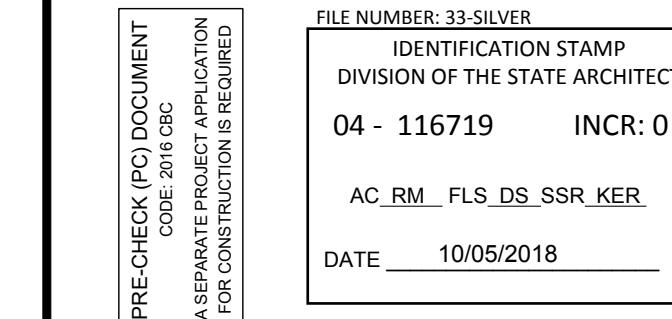 PRE-CHECK (PC) DOCUMENT
CODE: 2016 CBC
A SEPARATE PROJECT APPLICATION
FOR CONSTRUCTION IS REQUIRED
FILE NUMBER: 33-SILVER
IDENTIFICATION STAMP
DIVISION OF THE STATE ARCHITECT
04 - 116719 INCR: 0
AC RM FLS DS SSR KER
DATE 10/05/2018